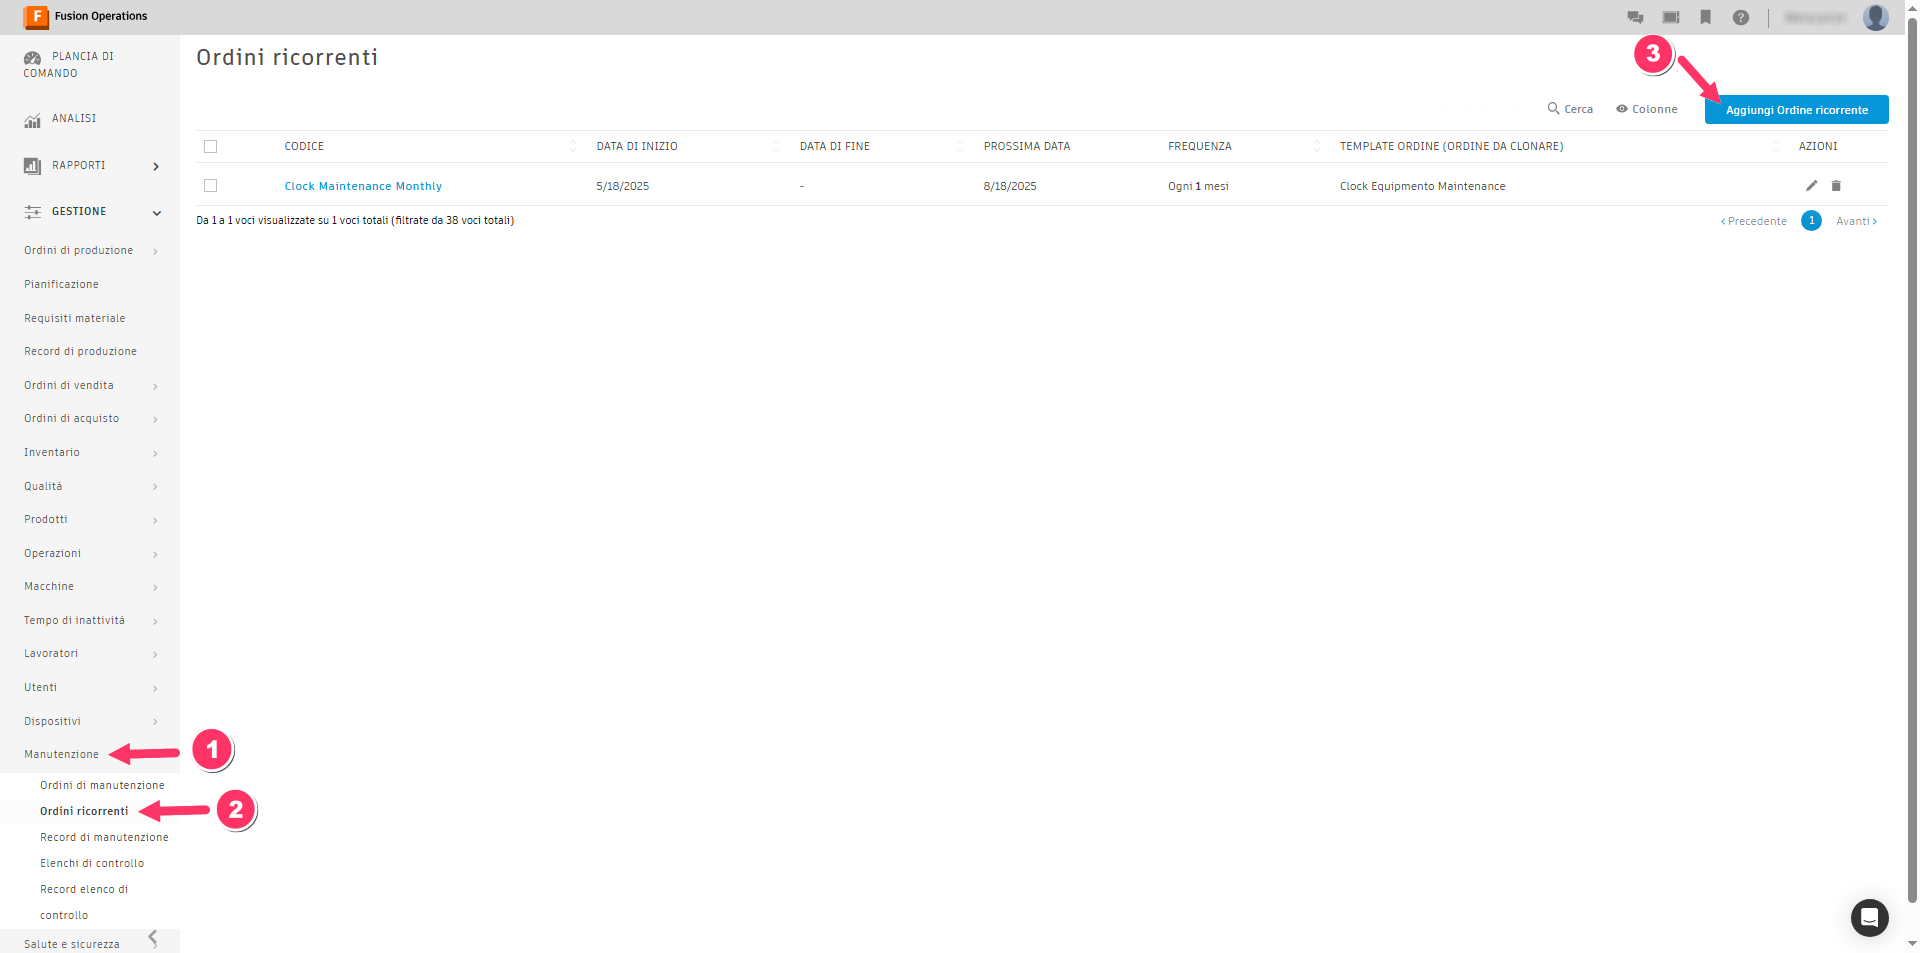 F Fusion Operations
?
PLANCIA DI
COMANDO
ANALISI
RAPPORTI
GESTIONE
Ordini di produzione
Pianificazione
Requisiti materiale
Record di produzione
Ordini di vendita
Ordini di acquisto
Inventario
Qualità
Prodotti
Operazioni
Macchine
Tempo di inattività
Lavoratori
Utenti
Dispositivi
Manutenzione
1
Ordini di manutenzione
Ordini ricorrenti
2
Record di manutenzione
Elenchi di controllo
Record elenco di
controllo
Salute e sicurezza
Ordini ricorrenti
3
Cerca Colonne Aggiungi Ordine ricorrente
CODICE DATA DI INIZIO DATA DI FINE PROSSIMA DATA FREQUENZA TEMPLATE ORDINE (ORDINE DA CLONARE) AZIONI
Clock Maintenance Monthly 5/18/2025 - 8/18/2025 Ogni 1 mesi Clock Equipmento Maintenance
Da 1 a 1 voci visualizzate su 1 voci totali (filtrate da 38 voci totali)
‹ Precedente 1 Avanti ›